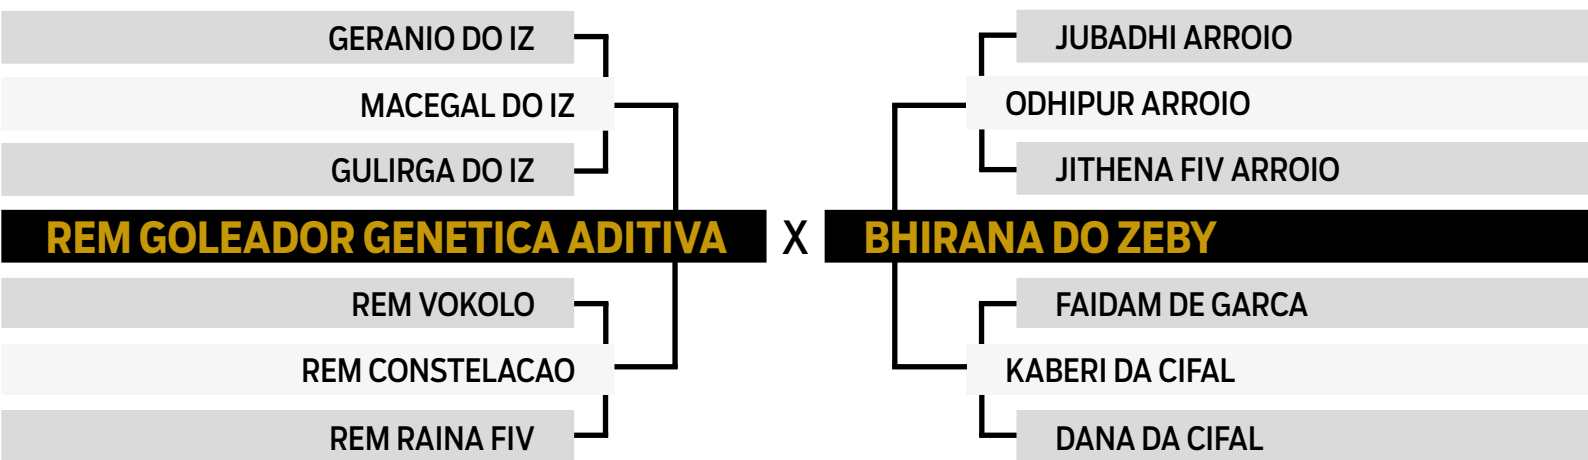 GERANIO DO IZ
JUBADHI ARROIO
MACEGAL DO IZ
ODHIPUR ARROIO
GULIRGA DO IZ
JITHENA FIV ARROIO
REM GOLEADOR GENETICA ADITIVA X BHIRANA DO ZEBY
REM VOKOLO
FAIDAM DE GARCA
REM CONSTELACAO
KABERI DA CIFAL
REM RAINA FIV
DANA DA CIFAL